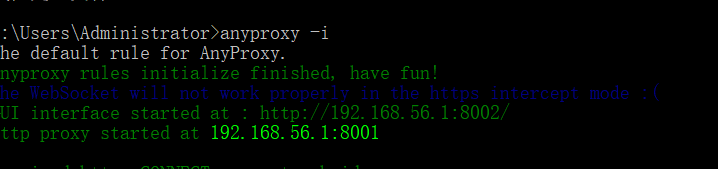 :\Users\Administrator>anyproxy -i
he default rule for AnyProxy.
nyproxy rules initialize finished, have fun!
he WebSocket will not work properly in the https intercept mode :(
UI interface started at : http://192.168.56.1:8002/
ttp proxy started at 192.168.56.1:8001